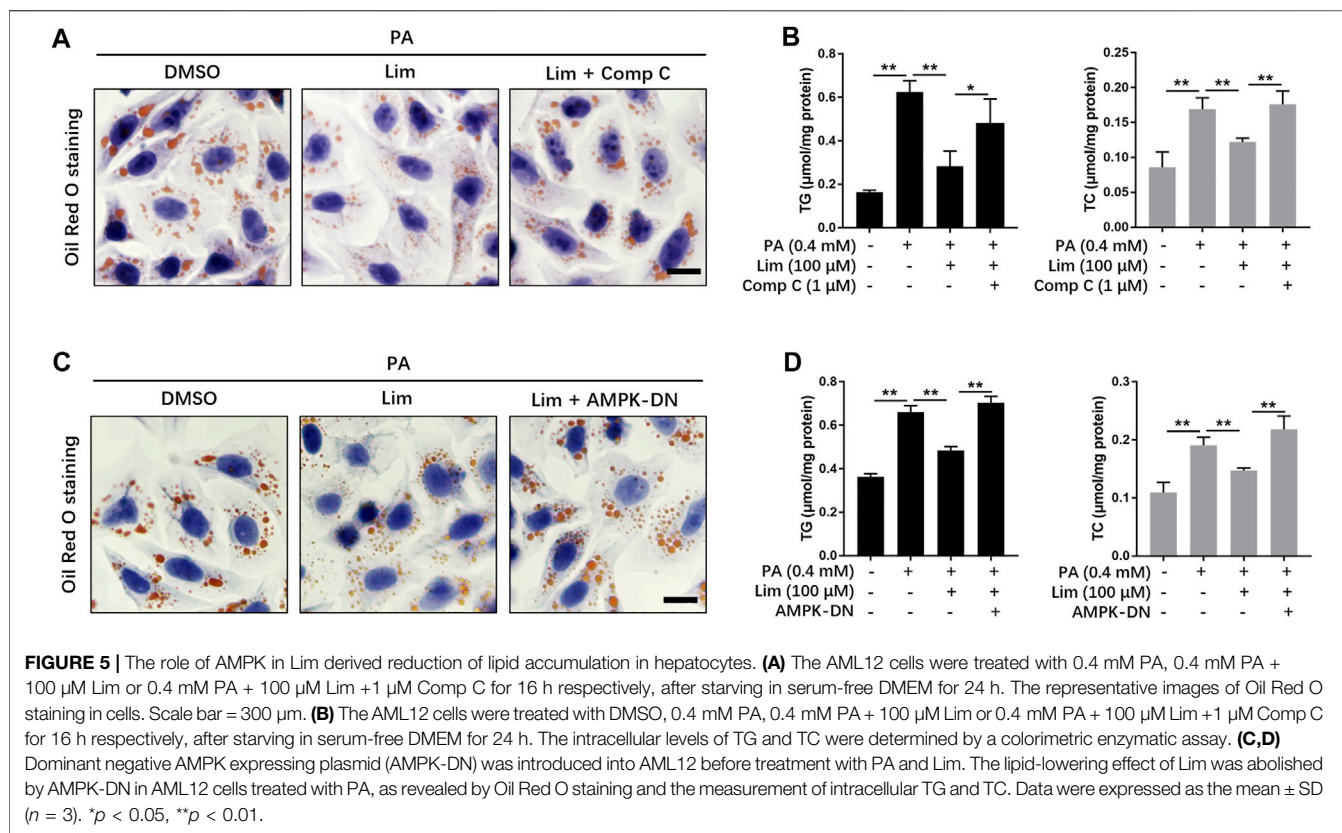 A
PA
DMSO Lim Lim + Comp C
Oil Red O staining
B
TG (μmol/mg protein)
0.8
0.6
0.4
0.2
0.0
** ** *
PA (0.4 mM) - + + +
Lim (100 μM) - - + +
Comp C (1 μM) - - - +
TC (μmol/mg protein)
0.25
0.20
0.15
0.10
0.05
0.00
** ** **
PA (0.4 mM) - + + +
Lim (100 μM) - - + +
Comp C (1 μM) - - - +
C
PA
DMSO Lim Lim + AMPK-DN
Oil Red O staining
D
TG (μmol/mg protein)
0.8
0.6
0.4
0.2
0.0
** ** **
PA (0.4 mM) - + + +
Lim (100 μM) - - + +
AMPK-DN - - - +
TC (μmol/mg protein)
0.3
0.2
0.1
0.0
** ** **
PA (0.4 mM) - + + +
Lim (100 μM) - - + +
AMPK-DN - - - +
FIGURE 5 | The role of AMPK in Lim derived reduction of lipid accumulation in hepatocytes. (A) The AML12 cells were treated with 0.4 mM PA, 0.4 mM PA +
100 μM Lim or 0.4 mM PA + 100 μM Lim +1 μM Comp C for 16 h respectively, after starving in serum-free DMEM for 24 h. The representative images of Oil Red O
staining in cells. Scale bar = 300 μm. (B) The AML12 cells were treated with DMSO, 0.4 mM PA, 0.4 mM PA + 100 μM Lim or 0.4 mM PA + 100 μM Lim +1 μM Comp C
for 16 h respectively, after starving in serum-free DMEM for 24 h. The intracellular levels of TG and TC were determined by a colorimetric enzymatic assay. (C,D)
Dominant negative AMPK expressing plasmid (AMPK-DN) was introduced into AML12 before treatment with PA and Lim. The lipid-lowering effect of Lim was abolished
by AMPK-DN in AML12 cells treated with PA, as revealed by Oil Red O staining and the measurement of intracellular TG and TC. Data were expressed as the mean ± SD
(n = 3). *p < 0.05, **p < 0.01.